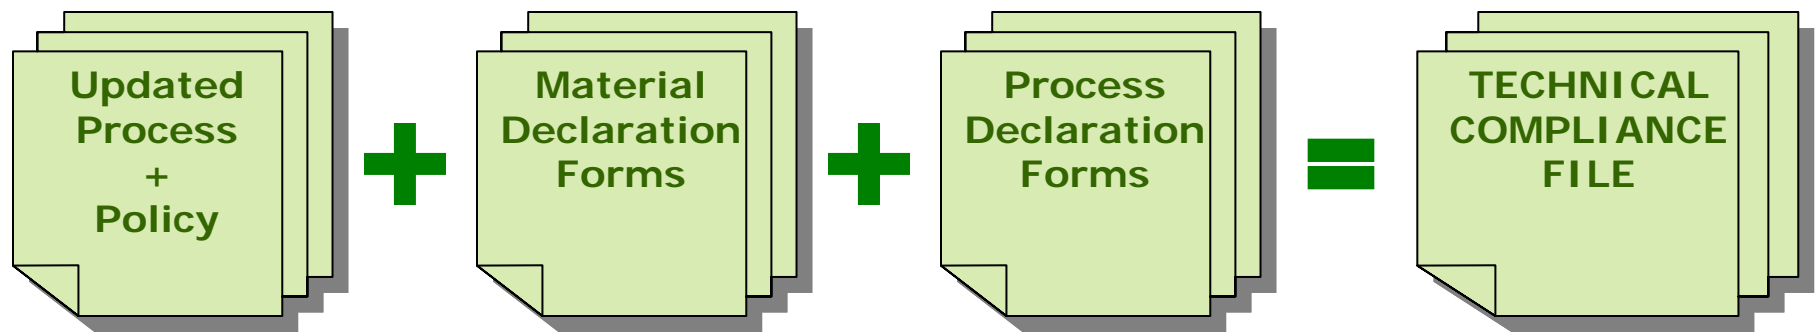 Updated
Process
+
Policy
Material
Declaration
Forms
Process
Declaration
Forms
TECHNICAL
COMPLIANCE
FILE